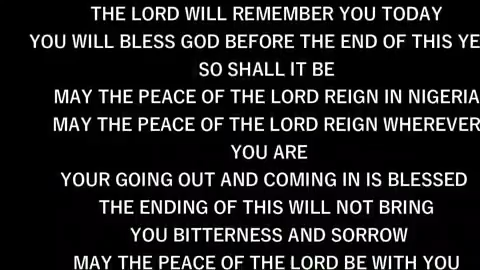 THE LORD WILL REMEMBER YOU TODAY
YOU WILL BLESS GOD BEFORE THE END OF THIS YE
SO SHALL IT BE
MAY THE PEACE OF THE LORD REIGN IN NIGERIA
MAY THE PEACE OF THE LORD REIGN WHEREVER
YOU ARE
YOUR GOING OUT AND COMING IN IS BLESSED
THE ENDING OF THIS WILL NOT BRING
YOU BITTERNESS AND SORROW
MAY THE PEACE OF THE LORD BE WITH YOU